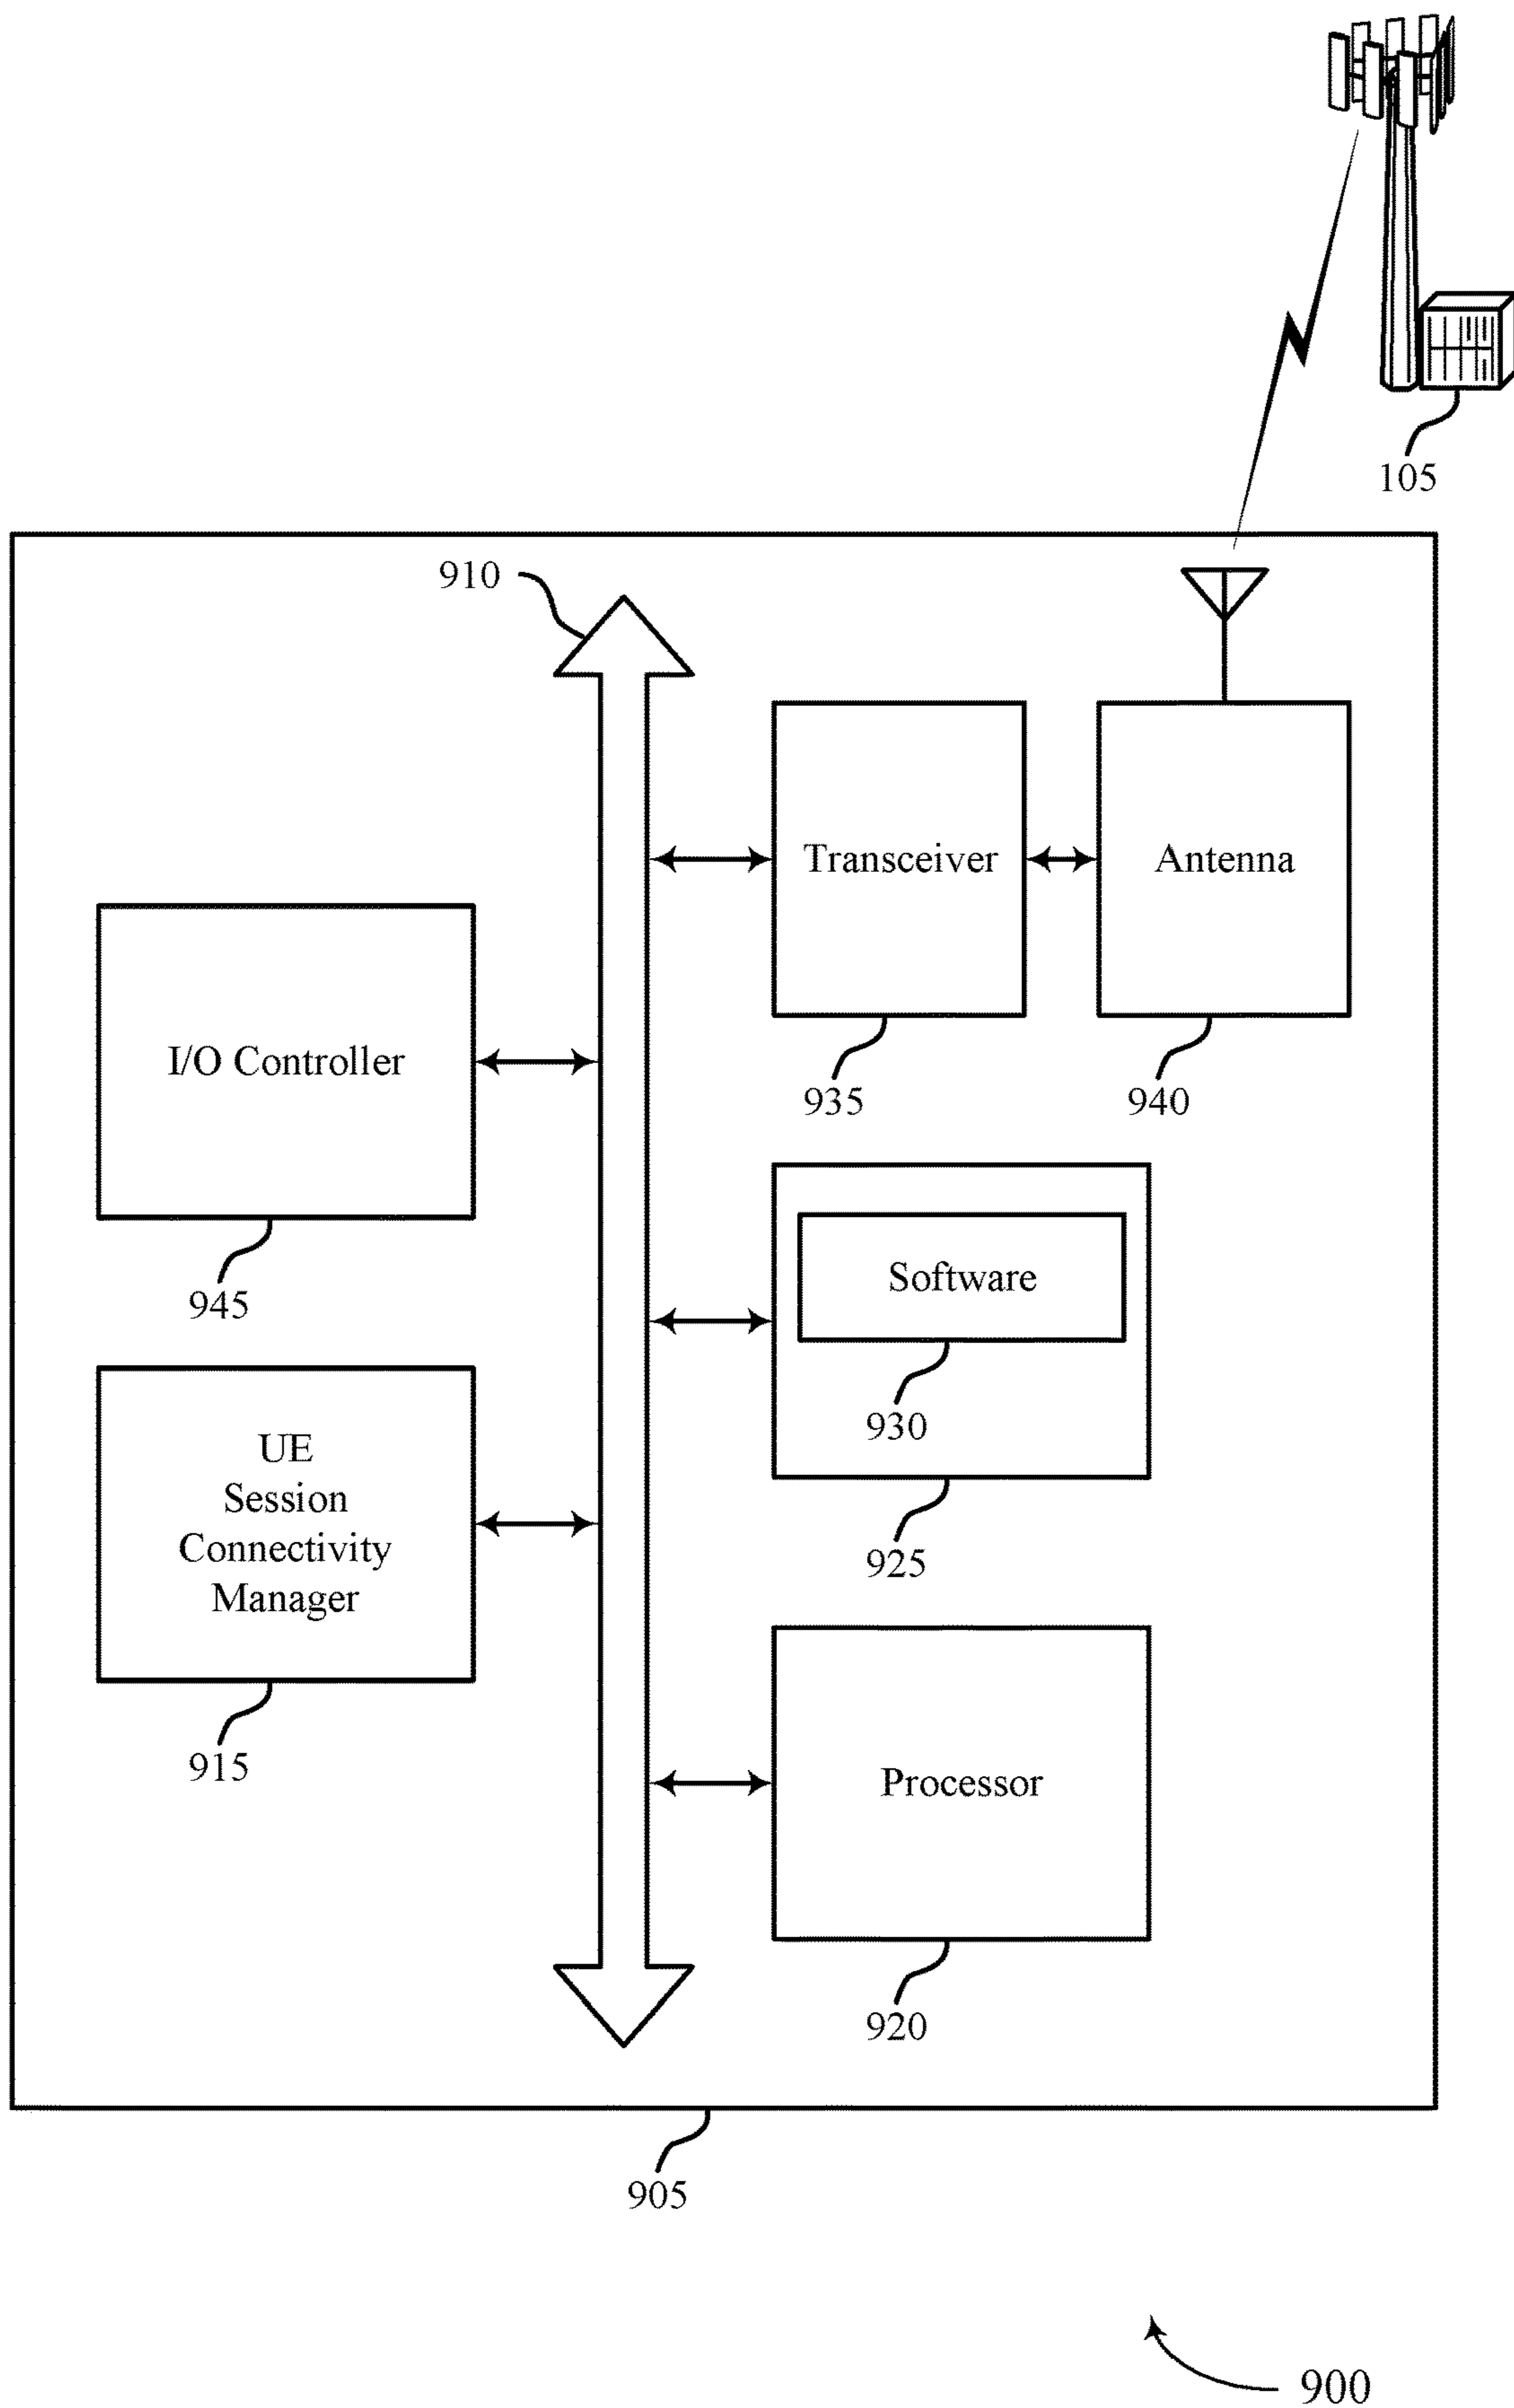 105
910
Transceiver
Antenna
935
940
I/O Controller
945
Software
930
925
UE
Session
Connectivity
Manager
915
Processor
920
905
900